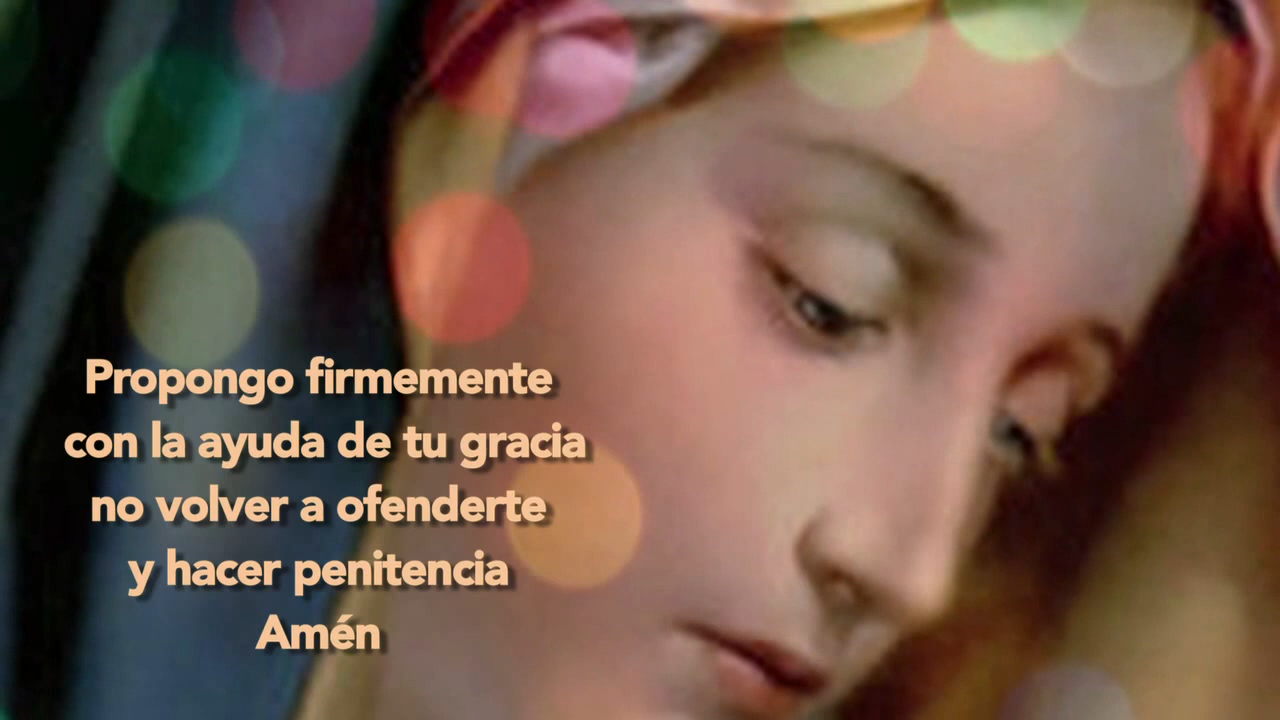 Propongo firmemente
con la ayuda de tu gracia
no volver a ofenderte
y hacer penitencia
Amén